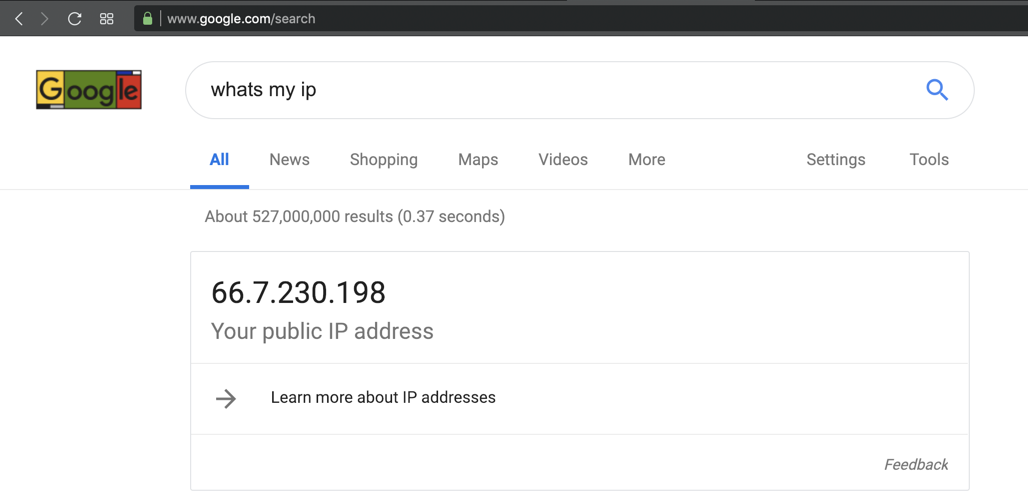 www.google.com/search
Google
whats my ip
All News Shopping Maps Videos More Settings Tools
About 527,000,000 results (0.37 seconds)
66.7.230.198
Your public IP address
Learn more about IP addresses
Feedback